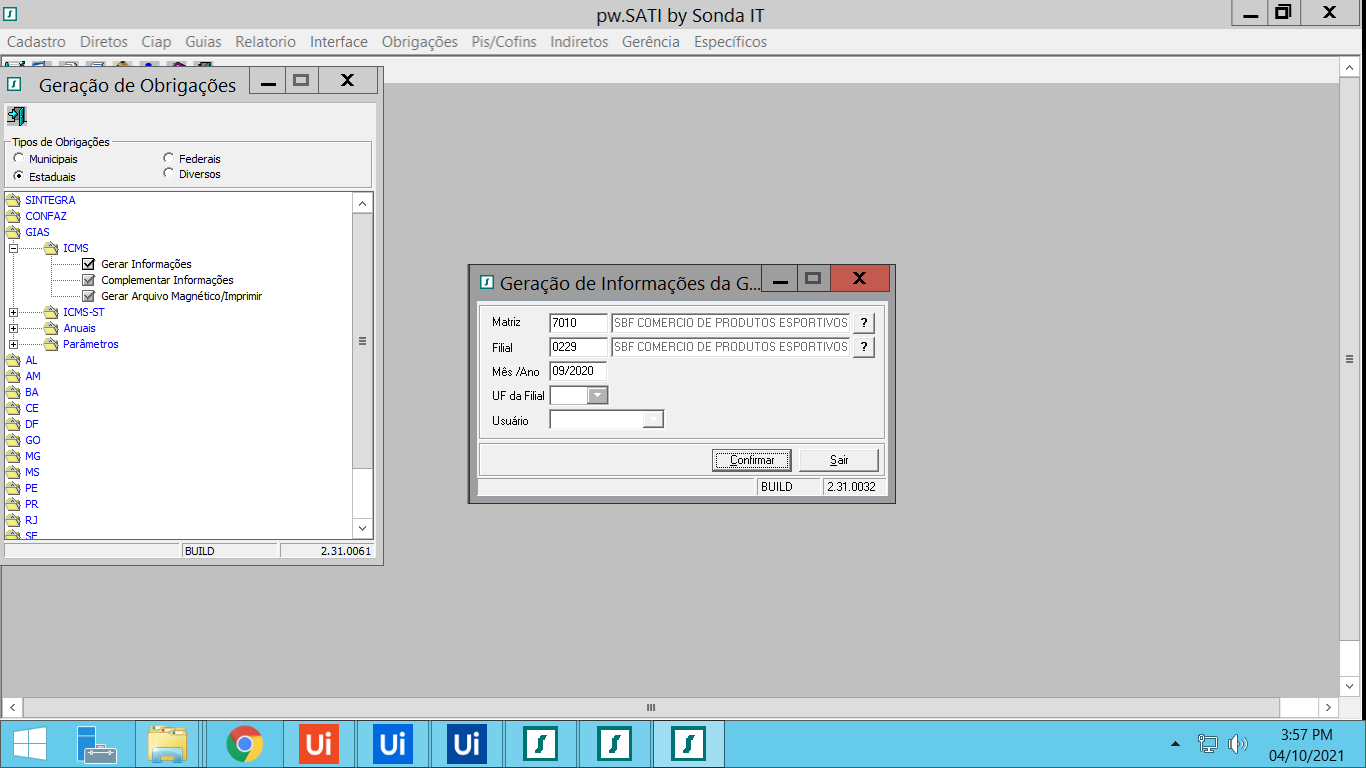 pw.SATI by Sonda IT
Cadastro Diretos Ciap Guias Relatorio Interface Obrigações Pis/Cofins Indiretos Gerência Específicos
Geração de Obrigações
Tipos de Obrigações
Municipais Federais
Estaduais Diversos
SINTEGRA
CONFAZ
GIAS
ICMS
Gerar Informações
Complementar Informações
Gerar Arquivo Magnético/Imprimir
ICMS-ST
Anuais
Parâmetros
AL
AM
BA
CE
DF
GO
MG
MS
PE
PR
RJ
SE
BUILD 2.31.0061
Geração de Informações da G...
Matriz 7010 SBF COMERCIO DE PRODUTOS ESPORTIVOS ?
Filial 0229 SBF COMERCIO DE PRODUTOS ESPORTIVOS ?
Mês /Ano 09/2020
UF da Filial
Usuário
Confirmar Sair
BUILD 2.31.0032
Ui Ui Ui
3:57 PM
04/10/2021